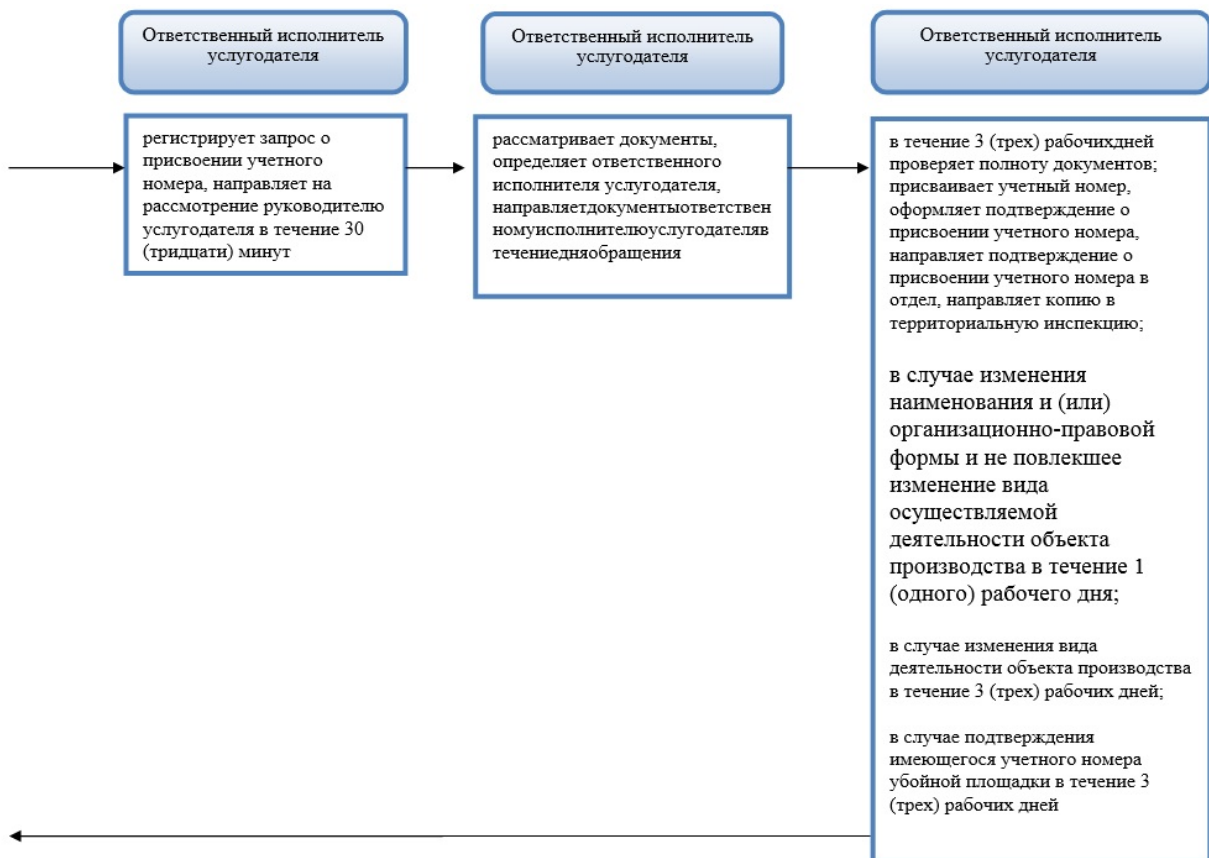 Ответственный исполнитель
услугодателя
регистрирует запрос о
присвоении учетного
номера, направляет на
рассмотрение руководителю
услугодателя в течение 30
(тридцати) минут
Ответственный исполнитель
услугодателя
рассматривает документы,
определяет ответственного
исполнителя услугодателя,
направляетдокументыответствен
номуисполнителюуслугодателяв
течениедняобращения
Ответственный исполнитель
услугодателя
в течение 3 (трех) рабочихдней
проверяет полноту документов;
присваивает учетный номер,
оформляет подтверждение о
присвоении учетного номера,
направляет подтверждение о
присвоении учетного номера в
отдел, направляет копию в
территориальную инспекцию;
в случае изменения
наименования и (или)
организационно-правовой
формы и не повлекшее
изменение вида
осуществляемой
деятельности объекта
производства в течение 1
(одного) рабочего дня;
в случае изменения вида
деятельности объекта производства
в течение 3 (трех) рабочих дней;
в случае подтверждения
имеющегося учетного номера
убойной площадки в течение 3
(трех) рабочих дней